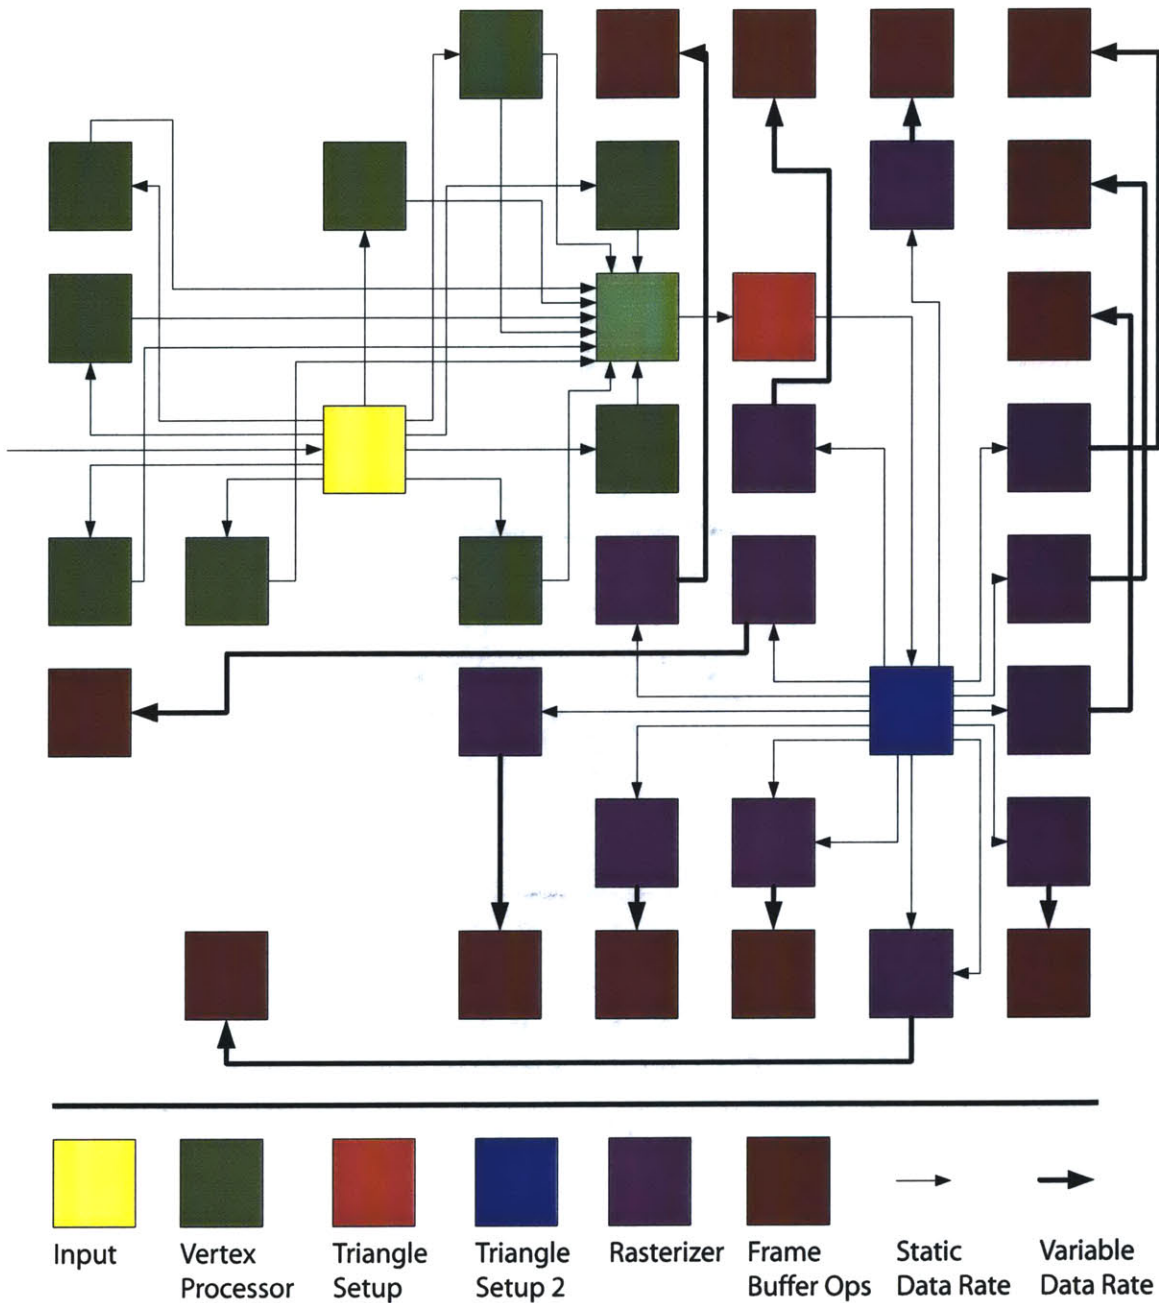 Input
Vertex
Processor
Triangle
Setup
Triangle
Setup 2
Rasterizer
Frame
Buffer Ops
Static
Data Rate
Variable
Data Rate